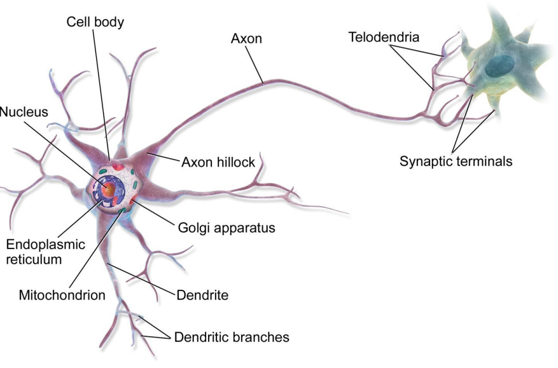 Cell body
Axon
Telodendria
Nucleus
Axon hillock
Synaptic terminals
Golgi apparatus
Endoplasmic
reticulum
Mitochondrion
Dendrite
Dendritic branches